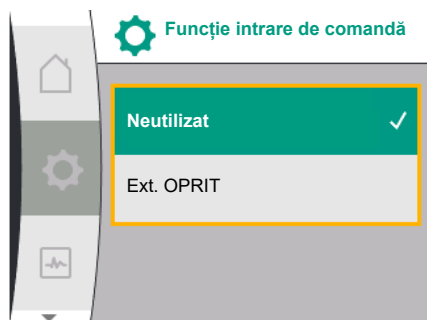 Funcție intrare de comandă
Neutilizat
Ext. OPRIT